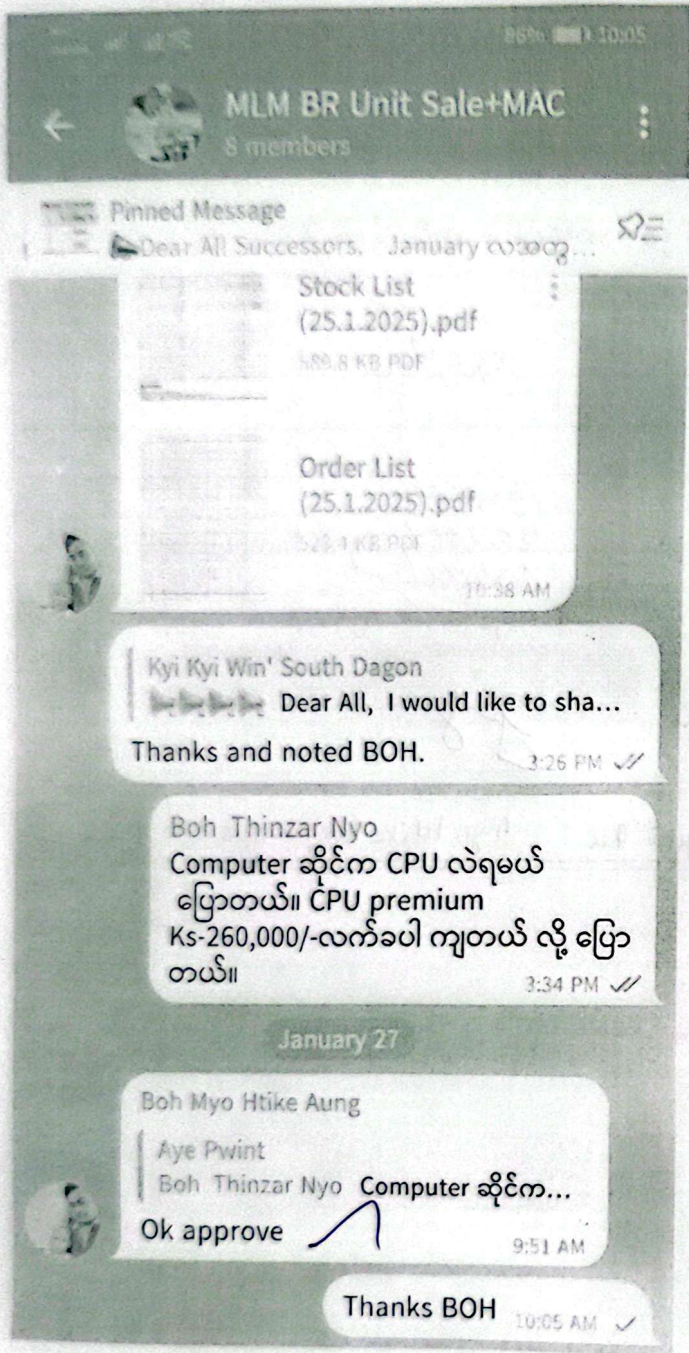 86% 10:05
MLM BR Unit Sale+MAC
8 members
Pinned Message
Dear All Successors, January လအတွ...
Stock List
(25.1.2025).pdf
KB PDF
Order List
(25.1.2025).pdf
KB PDF
10:38 AM
Kyi Kyi Win' South Dagon
Dear All, I would like to sha...
Thanks and noted BOH.
3:26 PM
Boh Thinzar Nyo
Computer ဆိုင်က CPU လဲရမယ်
ပြောတယ်။ CPU premium
Ks-260,000/-လက်ခပါ ကျတယ် လို့ ပြော
တယ်။
3:34 PM
January 27
Boh Myo Htike Aung
Aye Pwint
Boh Thinzar Nyo Computer ဆိုင်က...
Ok approve
9:51 AM
Thanks BOH
10:05 AM